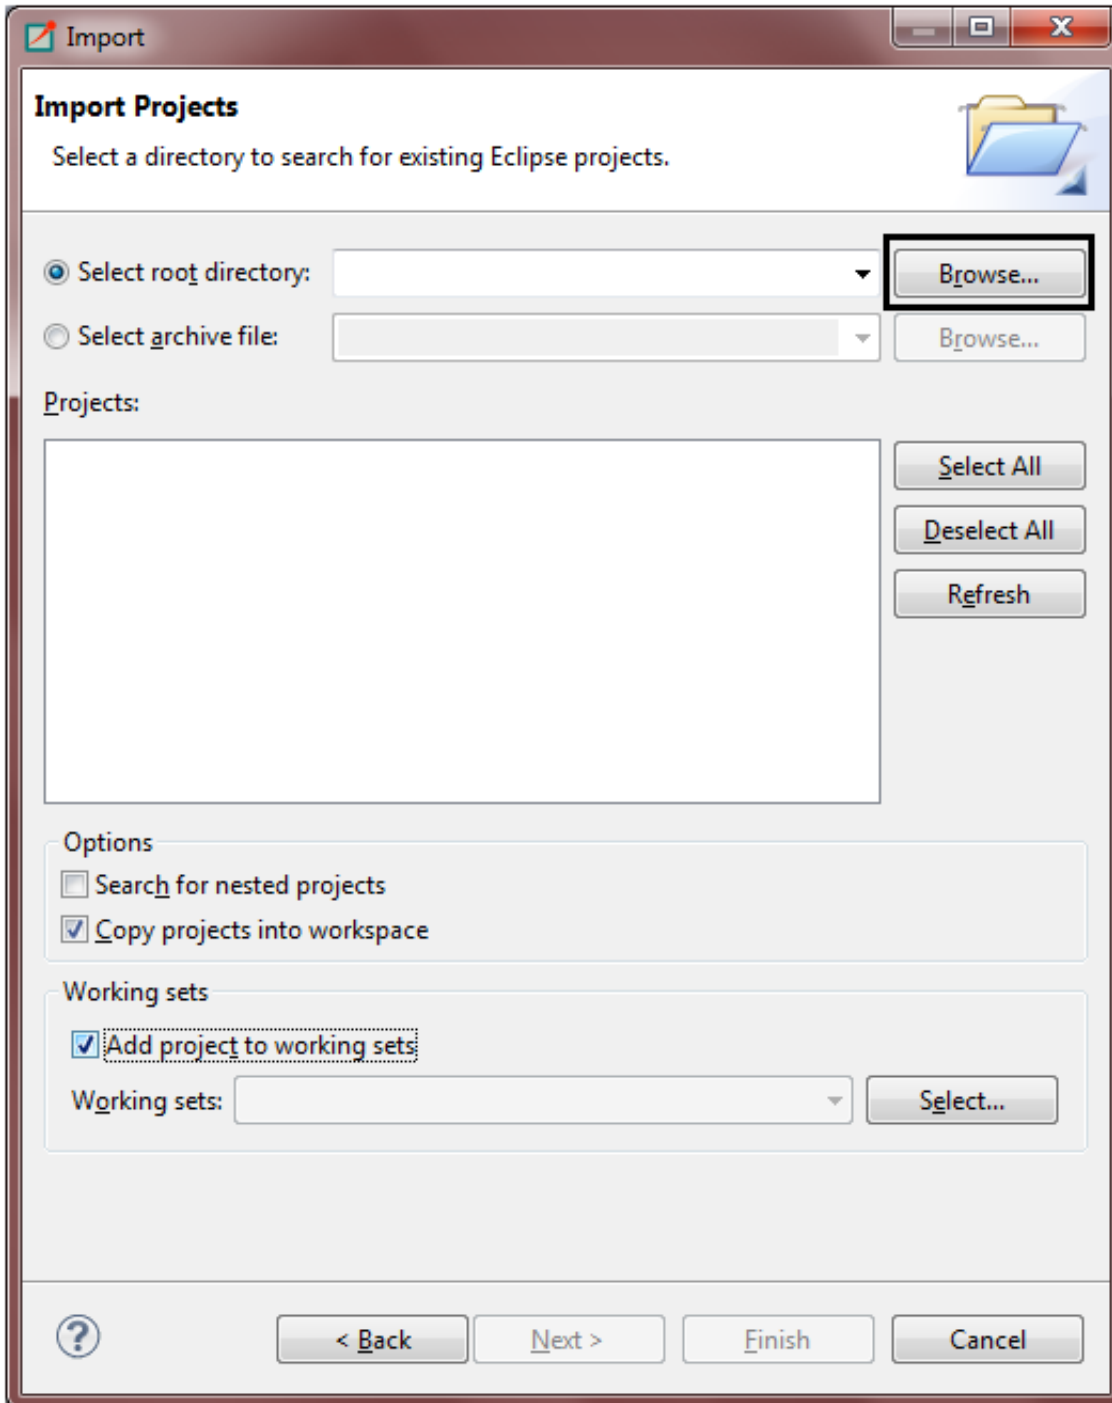 Import
Import Projects
Select a directory to search for existing Eclipse projects.
Select root directory:
Browse...
Select archive file:
Browse...
Projects:
Select All
Deselect All
Refresh
Options
Search for nested projects
Copy projects into workspace
Working sets
Add project to working sets
Working sets:
Select...
?
< Back
Next >
Finish
Cancel